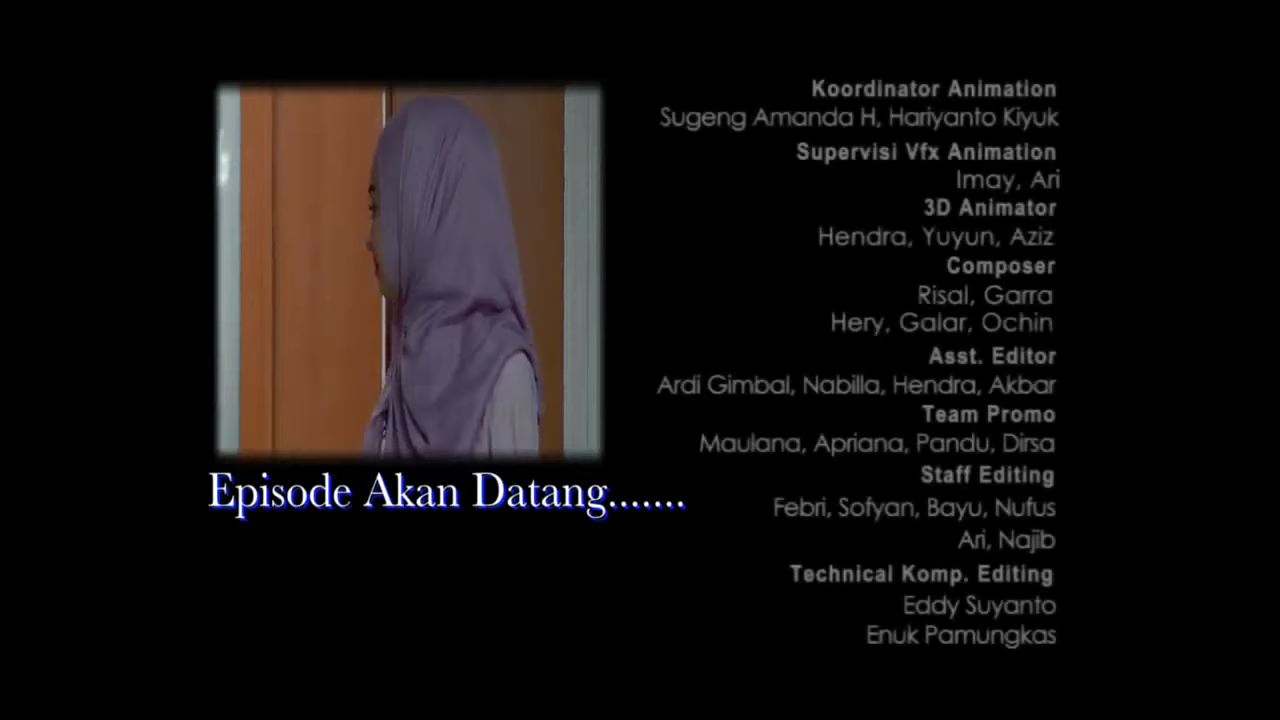 Koordinator Animation
Sugeng Amanda H, Hariyanto Kiyuk
Supervisi Vfx Animation
Imay, Ari
3D Animator
Hendra, Yuyun, Aziz
Composer
Risal, Garra
Hery, Galar, Ochin
Asst. Editor
Ardi Gimbal, Nabilla, Hendra, Akbar
Team Promo
Maulana, Apriana, Pandu, Dirsa
Staff Editing
Febri, Sofyan, Bayu, Nufus
Ari, Najib
Technical Komp. Editing
Eddy Suyanto
Enuk Pamungkas
Episode Akan Datang.......